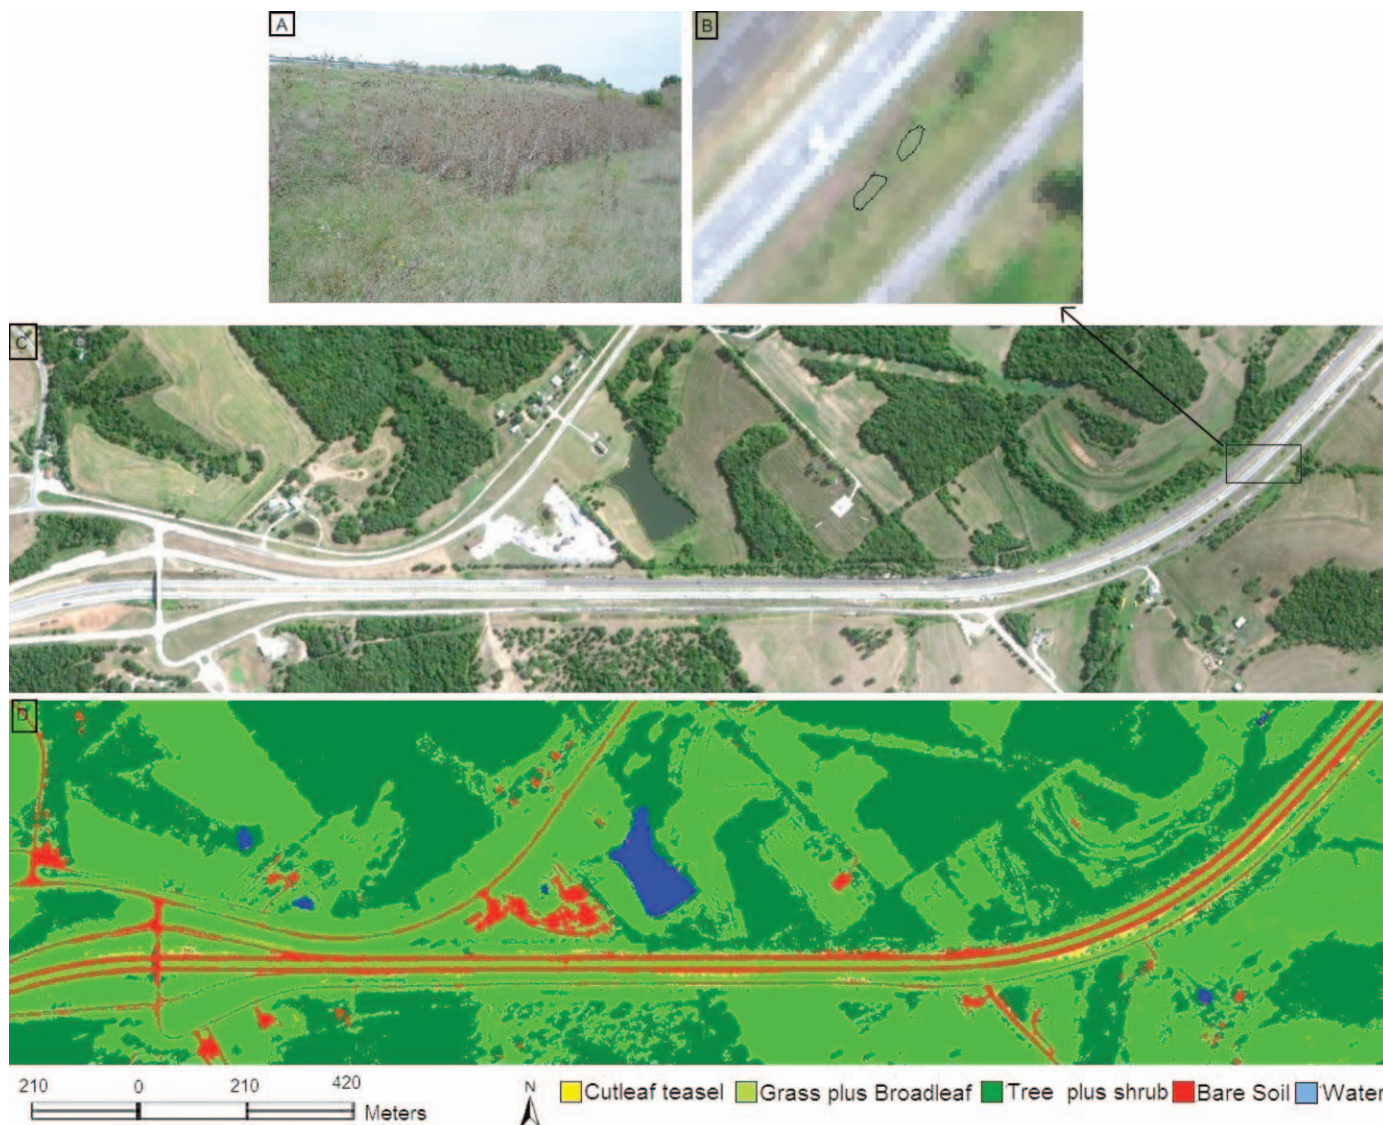 A
B
C
D
210 0 210 420
Meters
N
Cutleaf teasel Grass plus Broadleaf Tree plus shrub Bare Soil Water